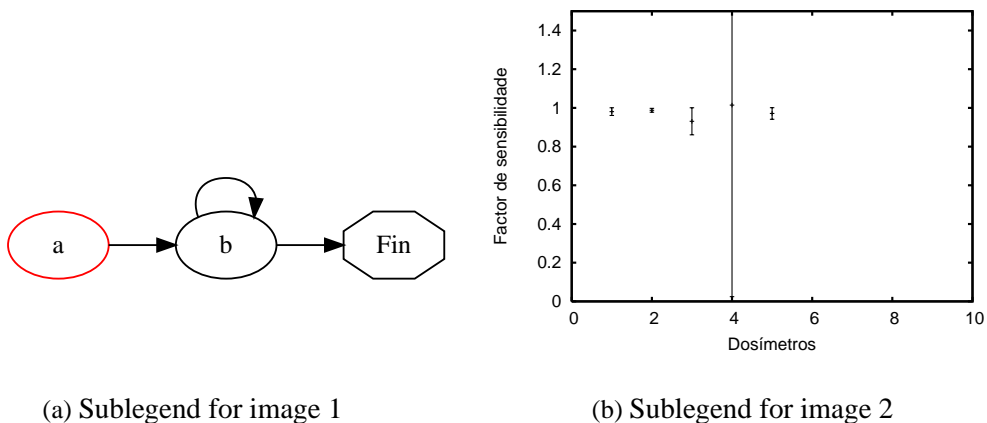 a
b
Fin
Factor de sensibilidade
1.4
1.2
1
0.8
0.6
0.4
0.2
0
0 2 4 6 8 10
Dosímetros
(a) Sublegend for image 1
(b) Sublegend for image 2